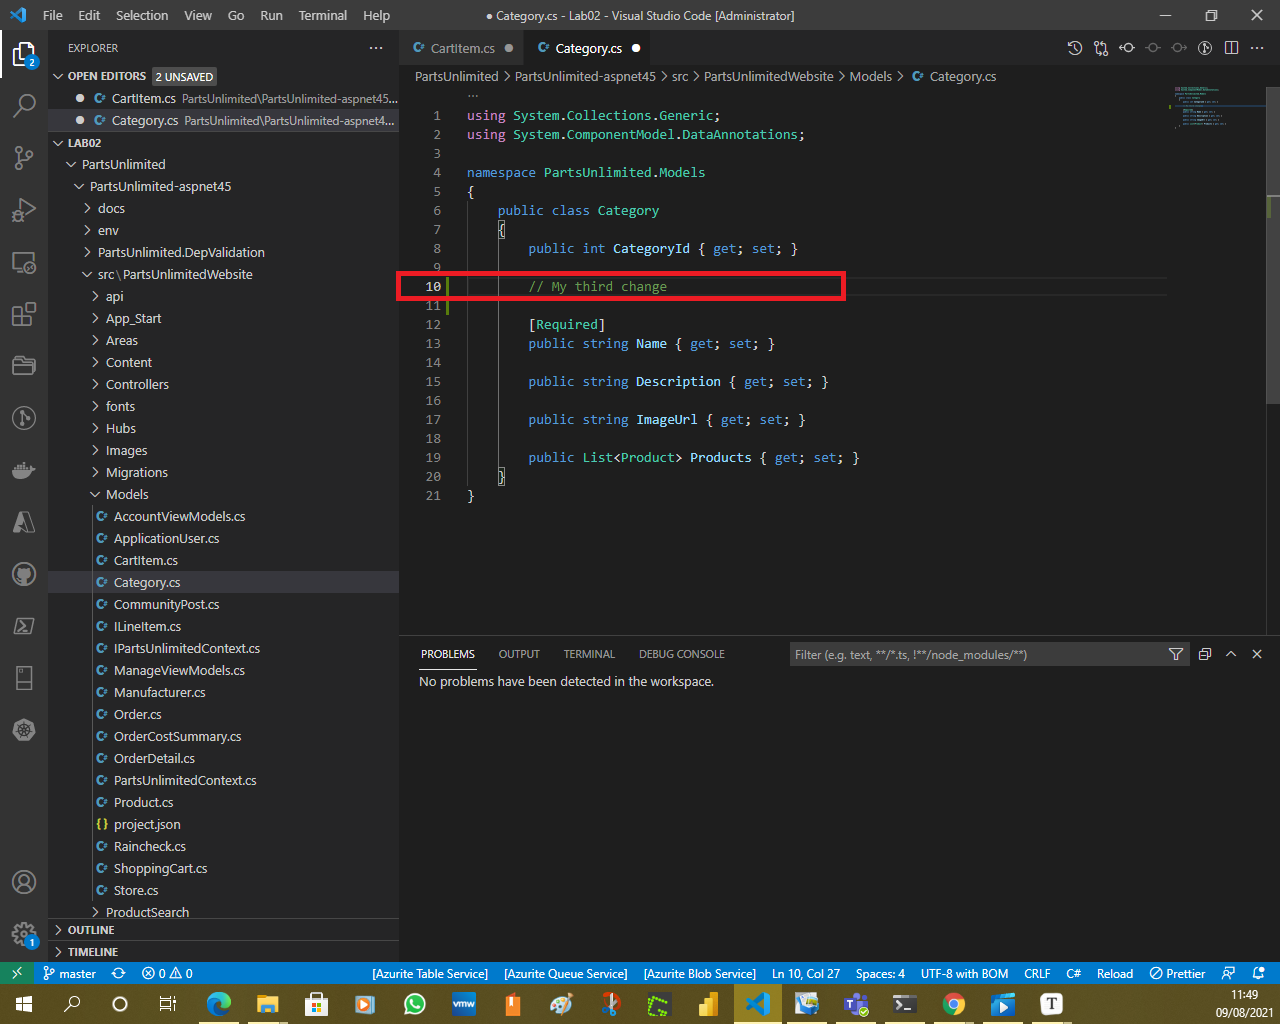 File Edit Selection View Go Run Terminal Help
● Category.cs - Lab02 - Visual Studio Code [Administrator]
EXPLORER
OPEN EDITORS 2 UNSAVED
CartItem.cs PartsUnlimited\PartsUnlimited-aspnet45...
Category.cs PartsUnlimited\PartsUnlimited-aspnet4...
LAB02
PartsUnlimited
PartsUnlimited-aspnet45
docs
env
PartsUnlimited.DepValidation
src\PartsUnlimitedWebsite
api
App_Start
Areas
Content
Controllers
fonts
Hubs
Images
Migrations
Models
AccountViewModels.cs
ApplicationUser.cs
CartItem.cs
Category.cs
CommunityPost.cs
ILineItem.cs
IPartsUnlimitedContext.cs
ManageViewModels.cs
Manufacturer.cs
Order.cs
OrderCostSummary.cs
OrderDetail.cs
PartsUnlimitedContext.cs
Product.cs
project.json
Raincheck.cs
ShoppingCart.cs
Store.cs
ProductSearch
OUTLINE
TIMELINE
2
1
CartItem.cs
Category.cs
PartsUnlimited > PartsUnlimited-aspnet45 > src > PartsUnlimitedWebsite > Models > Category.cs
...
1 using System.Collections.Generic;
2 using System.ComponentModel.DataAnnotations;
3
4 namespace PartsUnlimited.Models
5 {
6 public class Category
7 {
8 public int CategoryId { get; set; }
9
10 // My third change
11
12 [Required]
13 public string Name { get; set; }
14
15 public string Description { get; set; }
16
17 public string ImageUrl { get; set; }
18
19 public List<Product> Products { get; set; }
20 }
21 }
PROBLEMS OUTPUT TERMINAL DEBUG CONSOLE
Filter (e.g. text, **/*.ts, !**/node_modules/**)
No problems have been detected in the workspace.
master 0 0 [Azurite Table Service] [Azurite Queue Service] [Azurite Blob Service] Ln 10, Col 27 Spaces: 4 UTF-8 with BOM CRLF C# Reload Prettier
vmw
T
11:49
09/08/2021